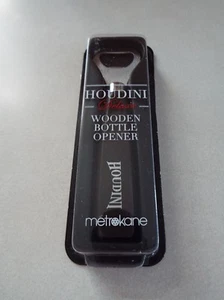 HOUDINI
WOODEN
BOTTLE
OPENER
HOUDINI
metrokane